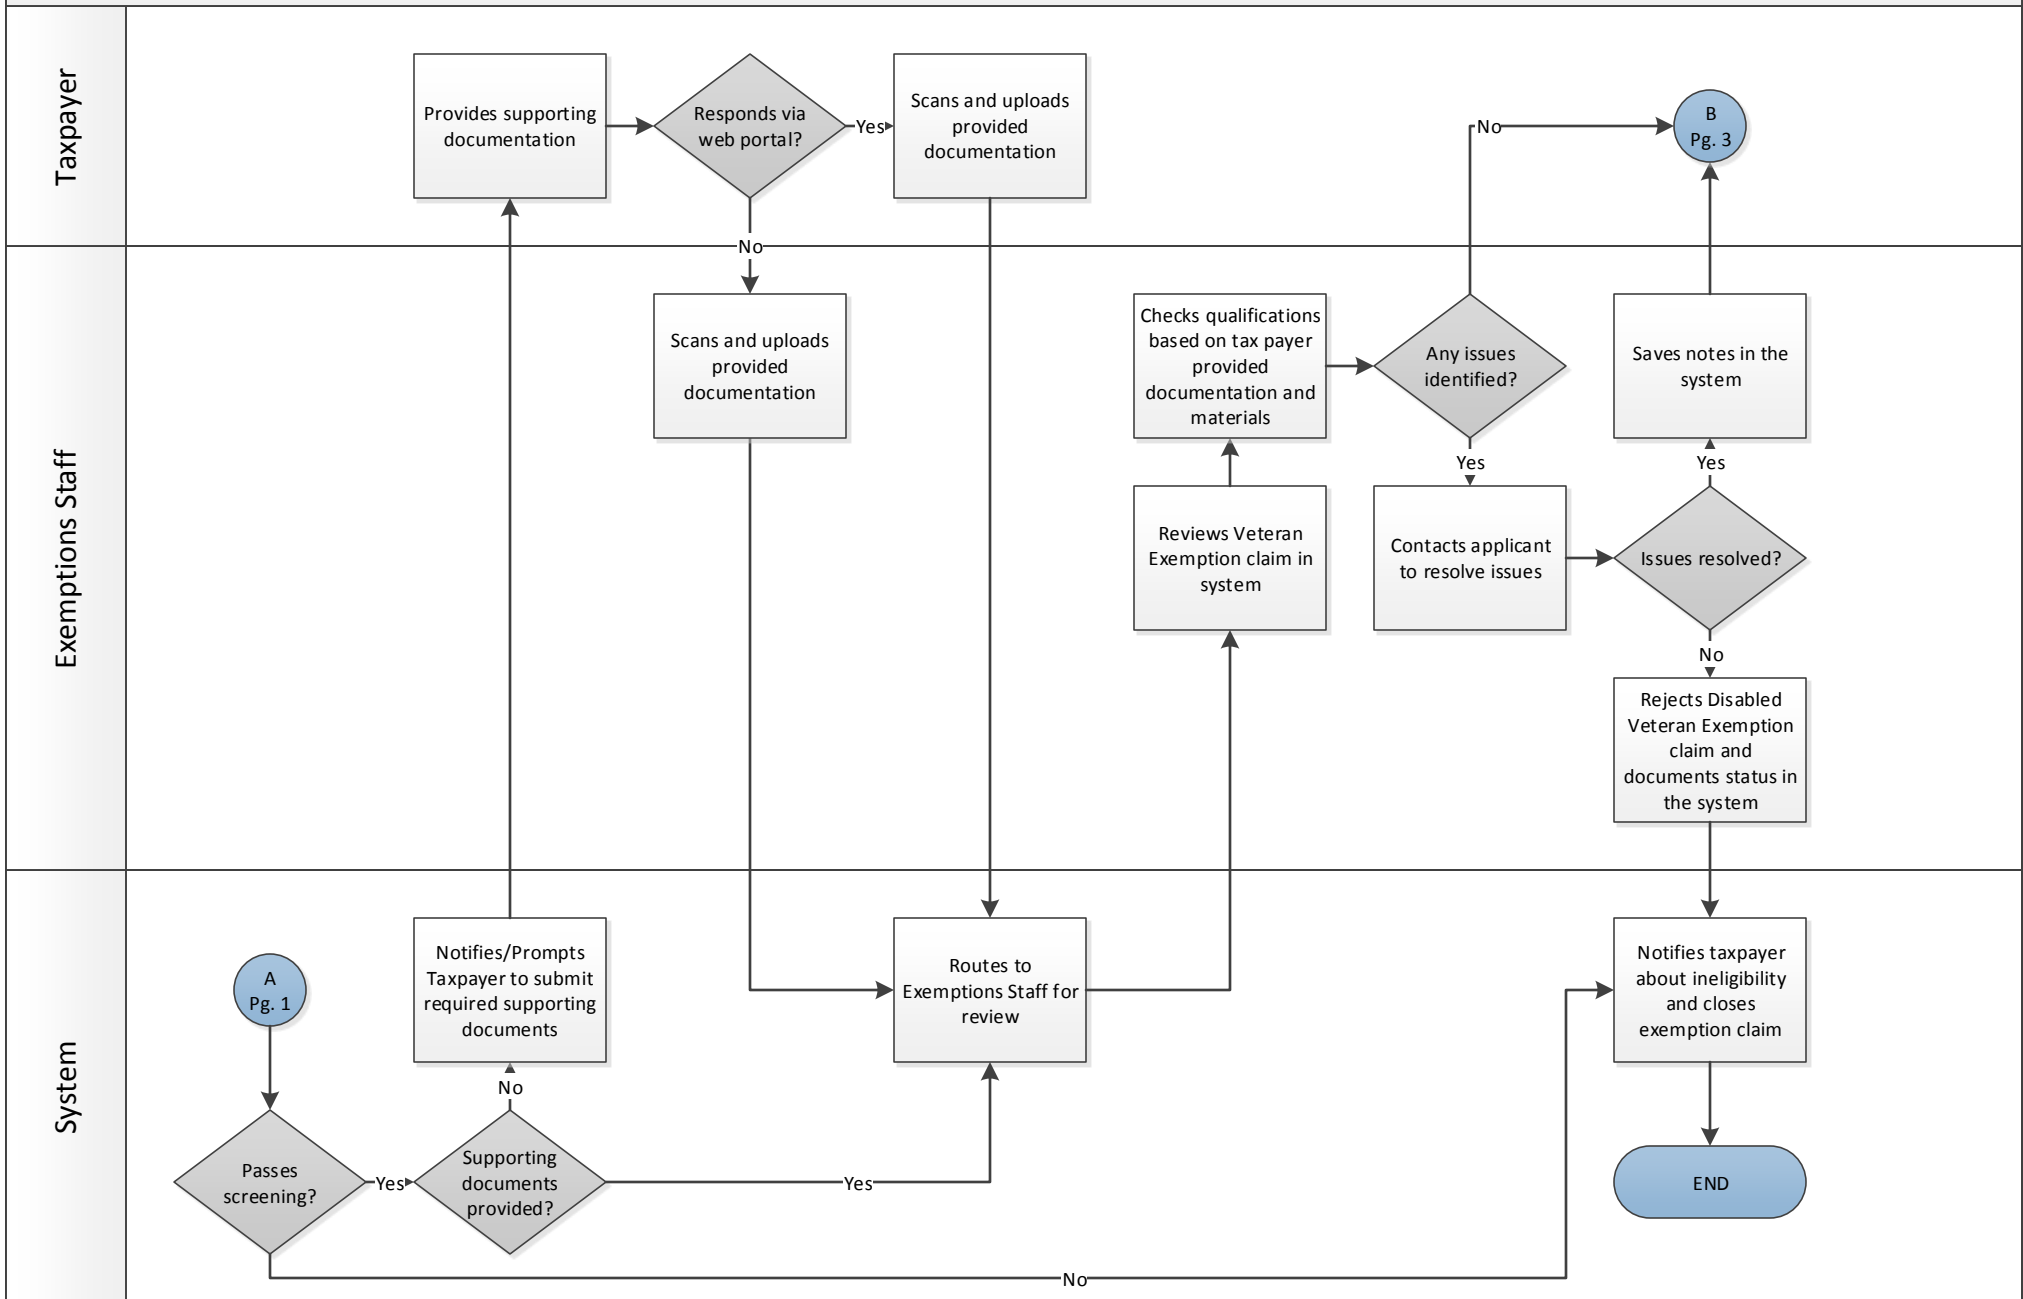 Taxpayer
Provides supporting
documentation
Responds via
web portal?
Yes
Scans and uploads
provided
documentation
No
B
Pg. 3
No
Exemptions Staff
Scans and uploads
provided
documentation
Checks qualifications
based on tax payer
provided
documentation and
materials
Any issues
identified?
Saves notes in the
system
Yes
Yes
Reviews Veteran
Exemption claim in
system
Contacts applicant
to resolve issues
Issues resolved?
No
Rejects Disabled
Veteran Exemption
claim and
documents status in
the system
System
A
Pg. 1
Notifies/Prompts
Taxpayer to submit
required supporting
documents
Routes to
Exemptions Staff for
review
Notifies taxpayer
about ineligibility
and closes
exemption claim
No
Passes
screening?
Yes
Supporting
documents
provided?
Yes
END
No